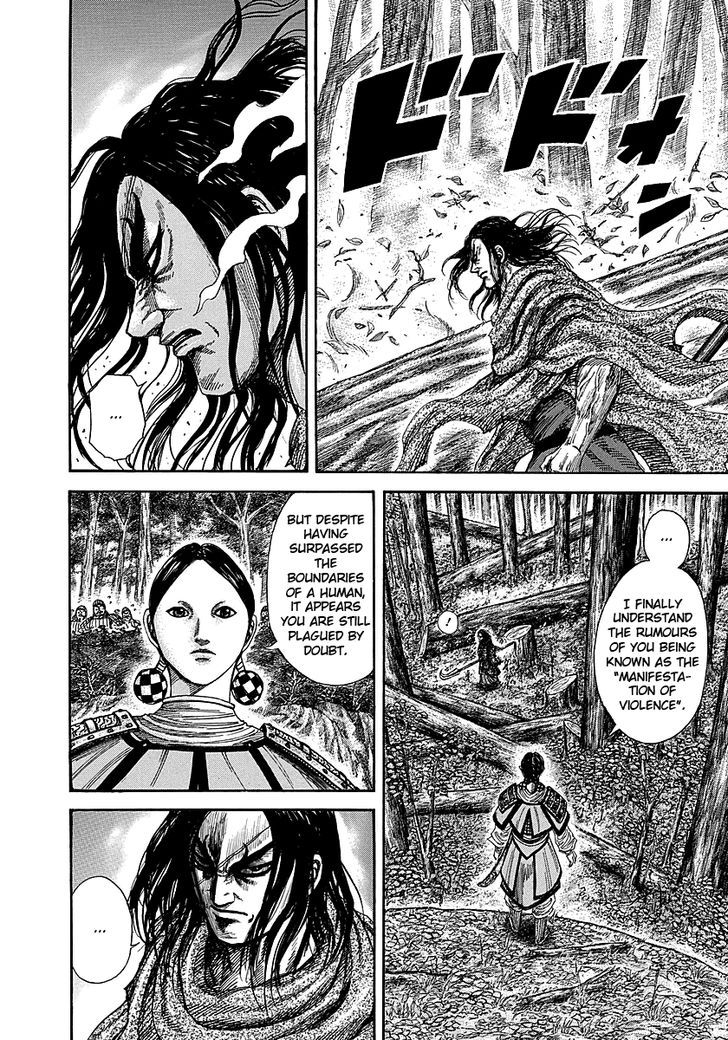 ドドォ
...
...
I FINALLY
UNDERSTAND
THE RUMOURS
OF YOU BEING
KNOWN AS THE
"MANIFESTA-
TION OF
VIOLENCE".
!
BUT DESPITE
HAVING
SURPASSED
THE
BOUNDARIES
OF A HUMAN,
IT APPEARS
YOU ARE STILL
PLAGUED BY
DOUBT.
...